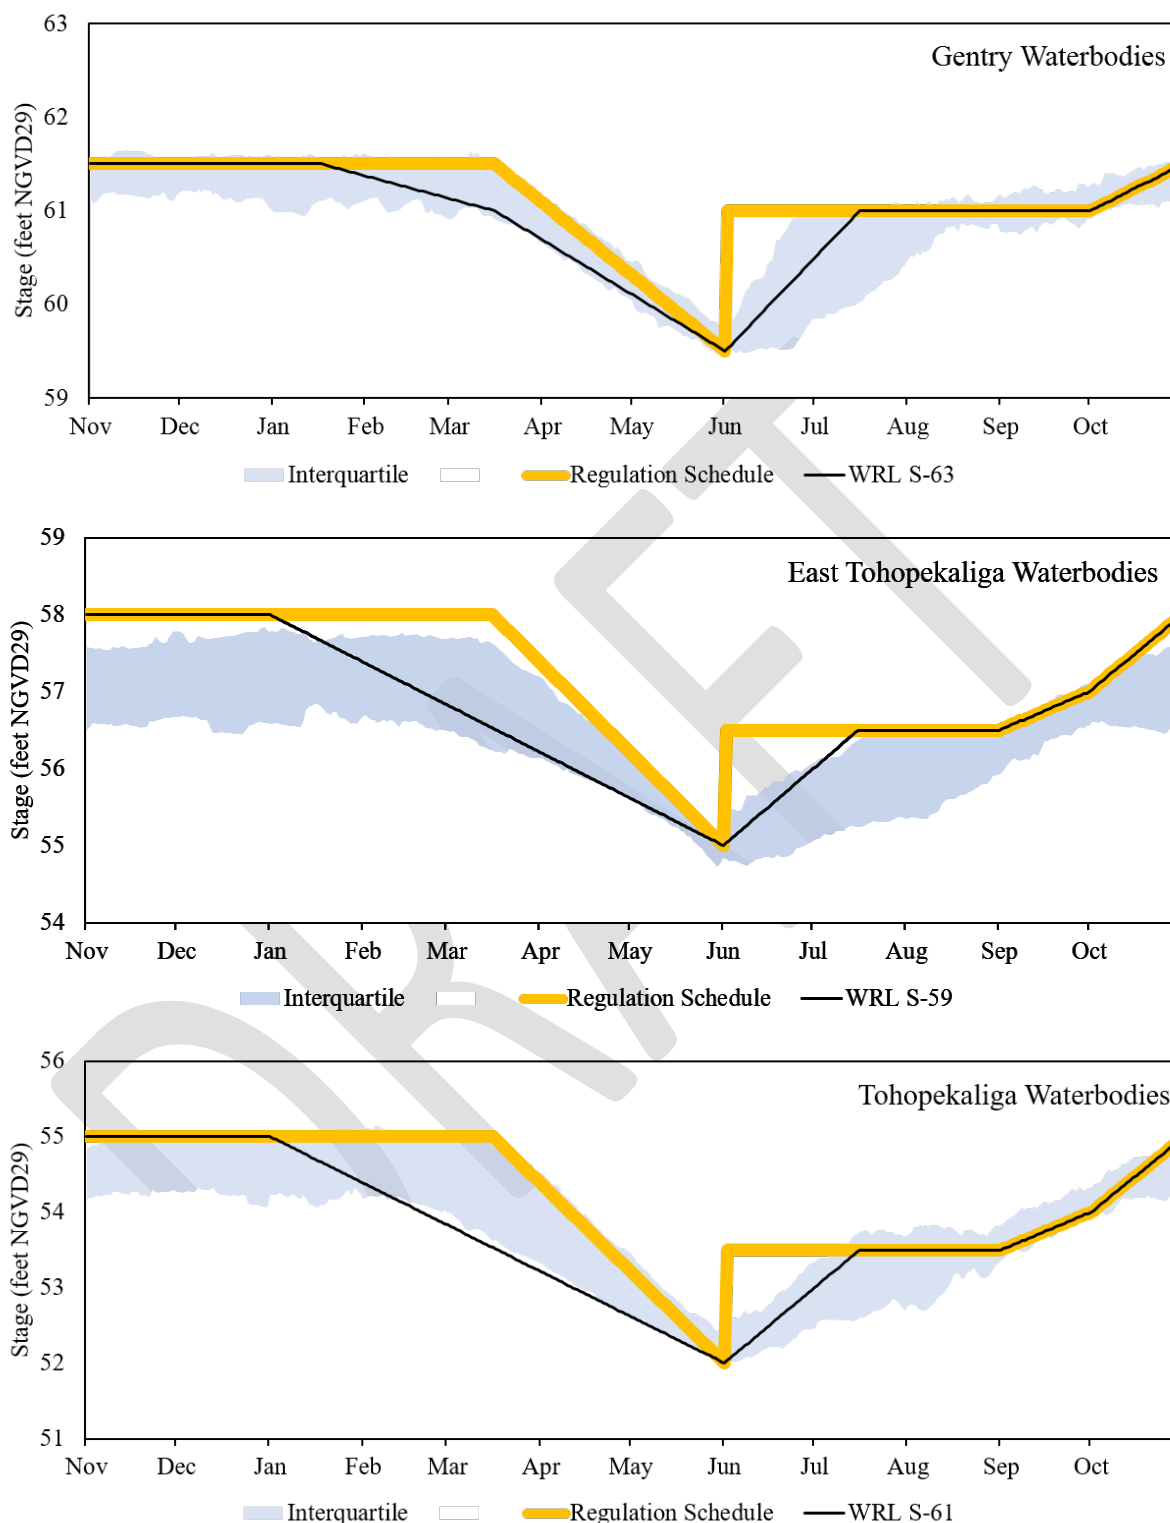 63
Gentry Waterbodies
62
61
60
59
Stage (feet NGVD29)
Nov Dec Jan Feb Mar Apr May Jun Jul Aug Sep Oct
Interquartile Regulation Schedule WRL S-63
59
East Tohopekaliga Waterbodies
58
57
56
55
54
Stage (feet NGVD29)
Nov Dec Jan Feb Mar Apr May Jun Jul Aug Sep Oct
Interquartile Regulation Schedule WRL S-59
56
Tohopekaliga Waterbodies
55
54
53
52
51
Stage (feet NGVD29)
Nov Dec Jan Feb Mar Apr May Jun Jul Aug Sep Oct
Interquartile Regulation Schedule WRL S-61
DRAFT